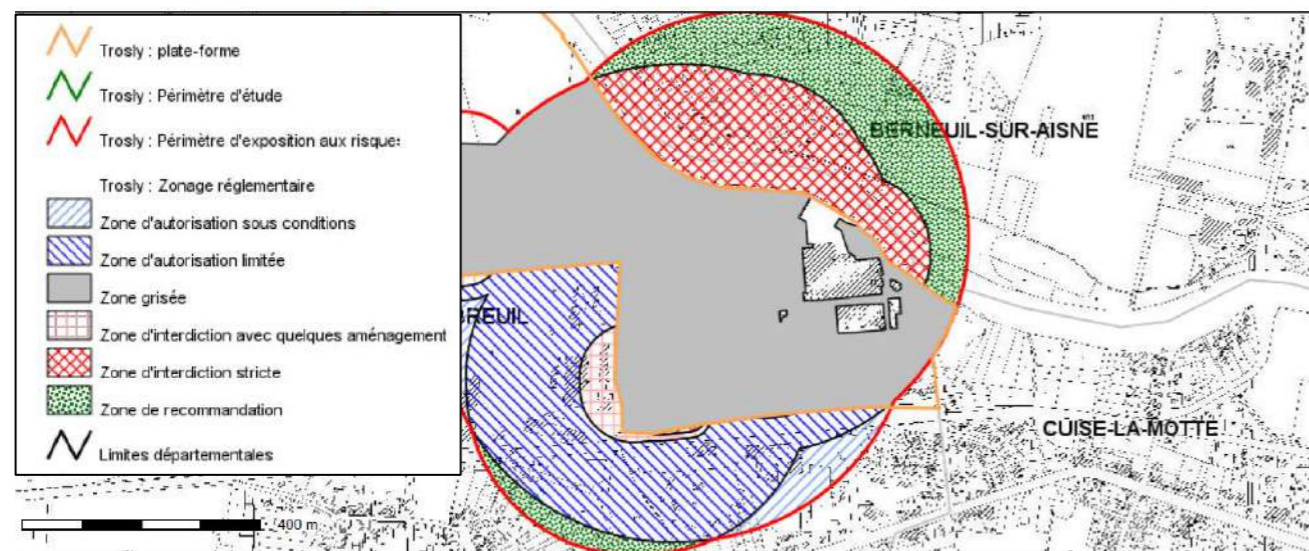 Trosly : plate-forme
Trosly : Périmètre d'étude
Trosly : Périmètre d'exposition aux risque:
Trosly : Zonage réglementaire
Zone d'autorisation sous conditions
Zone d'autorisation limitée
Zone grisée
Zone d'interdiction avec quelques aménagement
Zone d'interdiction stricte
Zone de recommandation
Limites départementales
400 m
BERNEUIL-SUR-AISNE
BREUIL
CUISE-LA-MOTTE